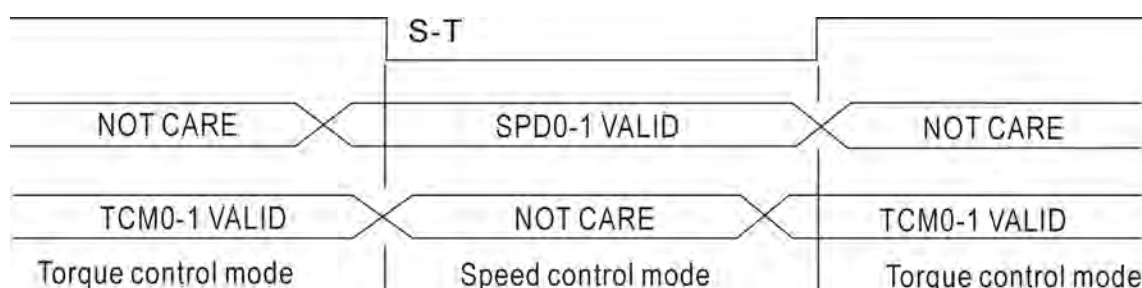 S-T
NOT CARE SPD0-1 VALID NOT CARE
TCM0-1 VALID NOT CARE TCM0-1 VALID
Torque control mode Speed control mode Torque control mode